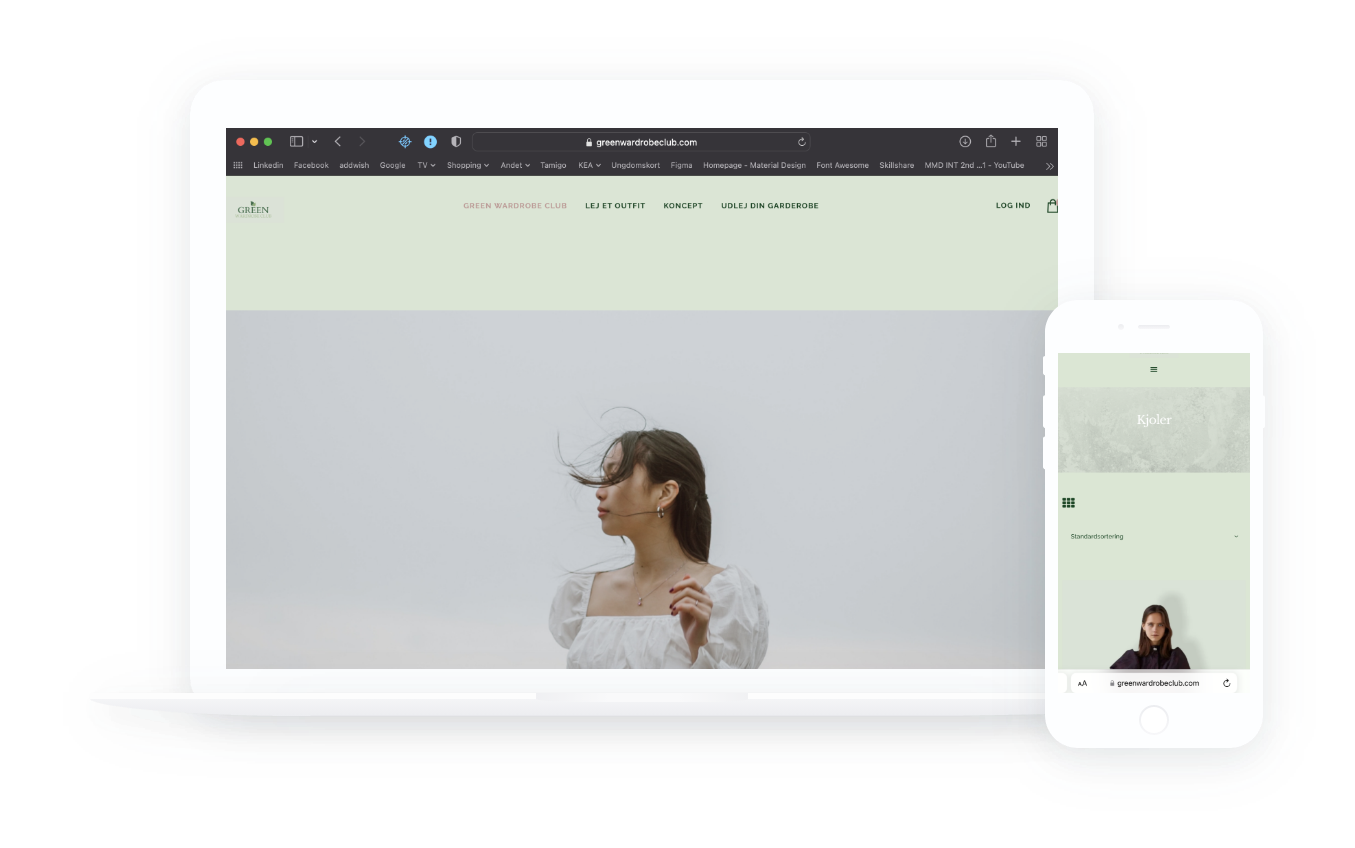 greenwardrobeclub.com
Linkedin Facebook addwish Google TV Shopping Andet Tamigo KEA Ungdomskort Figma Homepage - Material Design Font Awesome Skillshare MMD INT 2nd ...1 - YouTube
GREEN
WARDROBE CLUB
GREEN WARDROBE CLUB LEJ ET OUTFIT KONCEPT UDLEJ DIN GARDEROBE LOG IND
Kjoler
Standardsortering
AA greenwardrobeclub.com